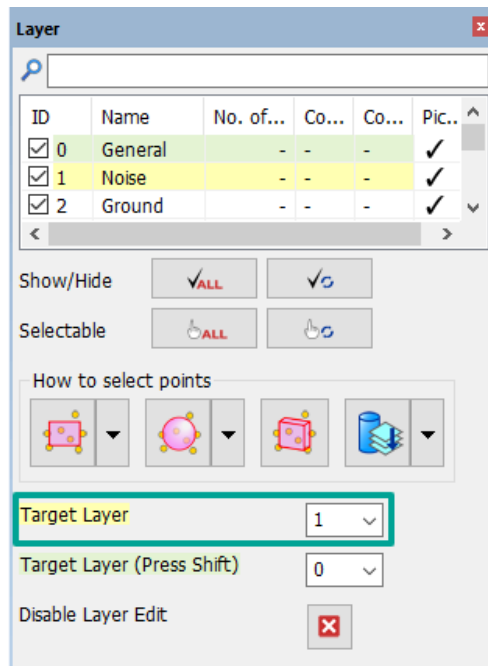 Layer
ID Name No. of... Co... Co... Pic..
0 General - - -
1 Noise - - -
2 Ground - - -
Show/Hide ALL
Selectable ALL
How to select points
Target Layer 1
Target Layer (Press Shift) 0
Disable Layer Edit